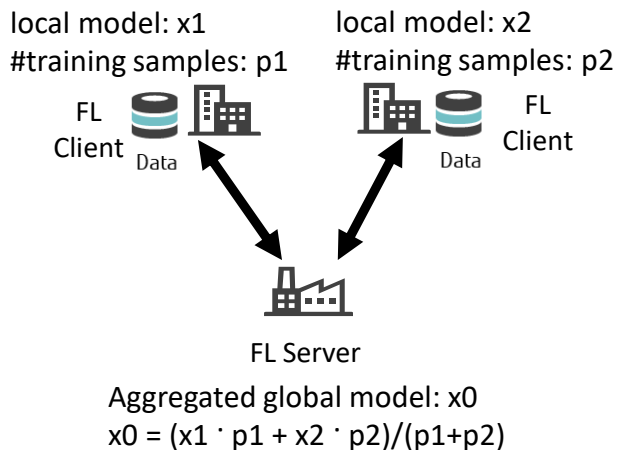 local model: x1
#training samples: p1
FL
Client
Data
local model: x2
#training samples: p2
FL
Client
Data
FL Server
Aggregated global model: x0
x0 = (x1 · p1 + x2 · p2)/(p1+p2)